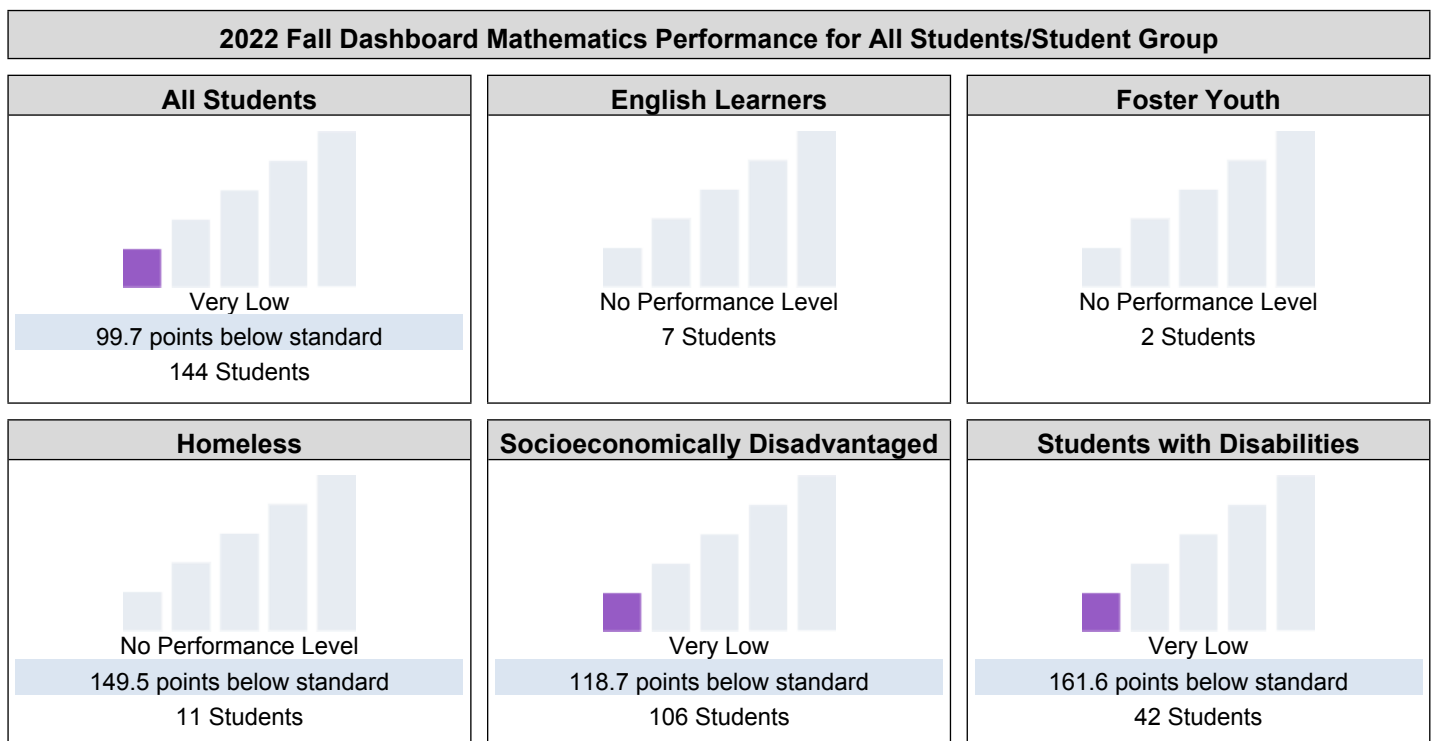 2022 Fall Dashboard Mathematics Performance for All Students/Student Group
All Students
Very Low
99.7 points below standard
144 Students
English Learners
No Performance Level
7 Students
Foster Youth
No Performance Level
2 Students
Homeless
No Performance Level
149.5 points below standard
11 Students
Socioeconomically Disadvantaged
Very Low
118.7 points below standard
106 Students
Students with Disabilities
Very Low
161.6 points below standard
42 Students